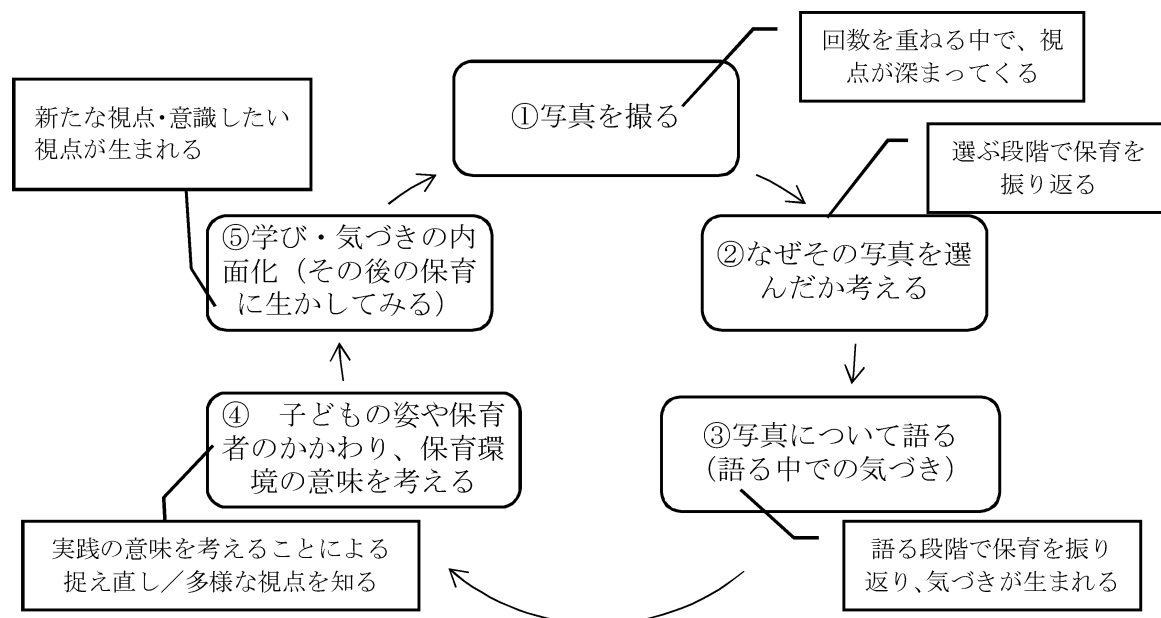 回数を重ねる中で、視
点が深まってくる
①写真を撮る
新たな視点・意識したい
視点が生まれる
選ぶ段階で保育を
振り返る
②なぜその写真を選
んだか考える
⑤学び・気づきの内
面化（その後の保育
に生かしてみる）
③写真について語る
（語る中での気づき）
④　子どもの姿や保育
者のかかわり、保育環
境の意味を考える
語る段階で保育を振り
返り、気づきが生まれる
実践の意味を考えることによる
捉え直し／多様な視点を知る